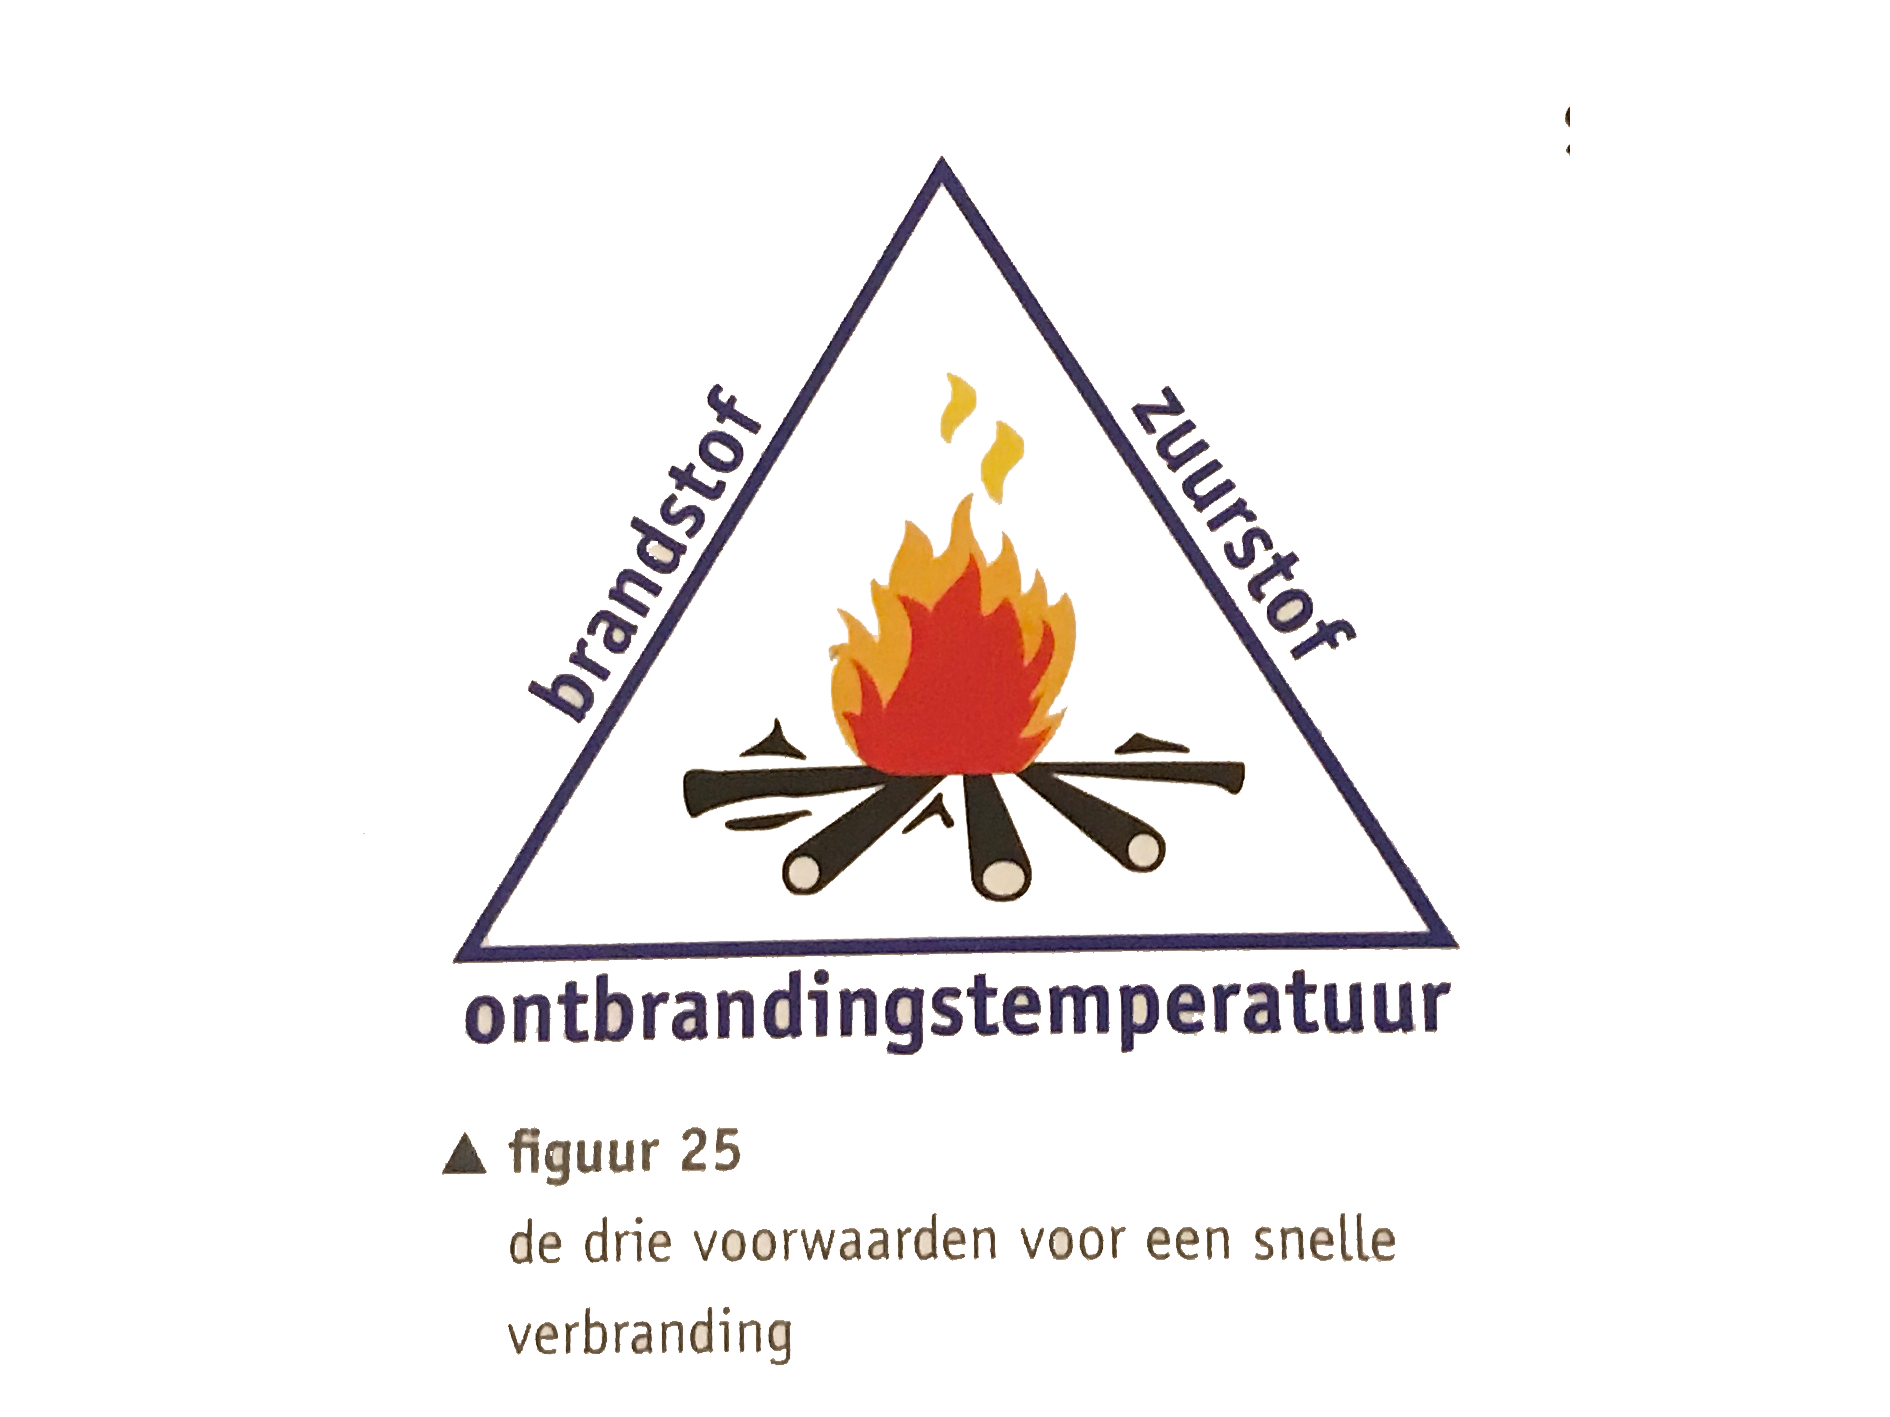 brandstof
zuurstof
ontbrandingstemperatuur
▲ figuur 25
de drie voorwaarden voor een snelle
verbranding